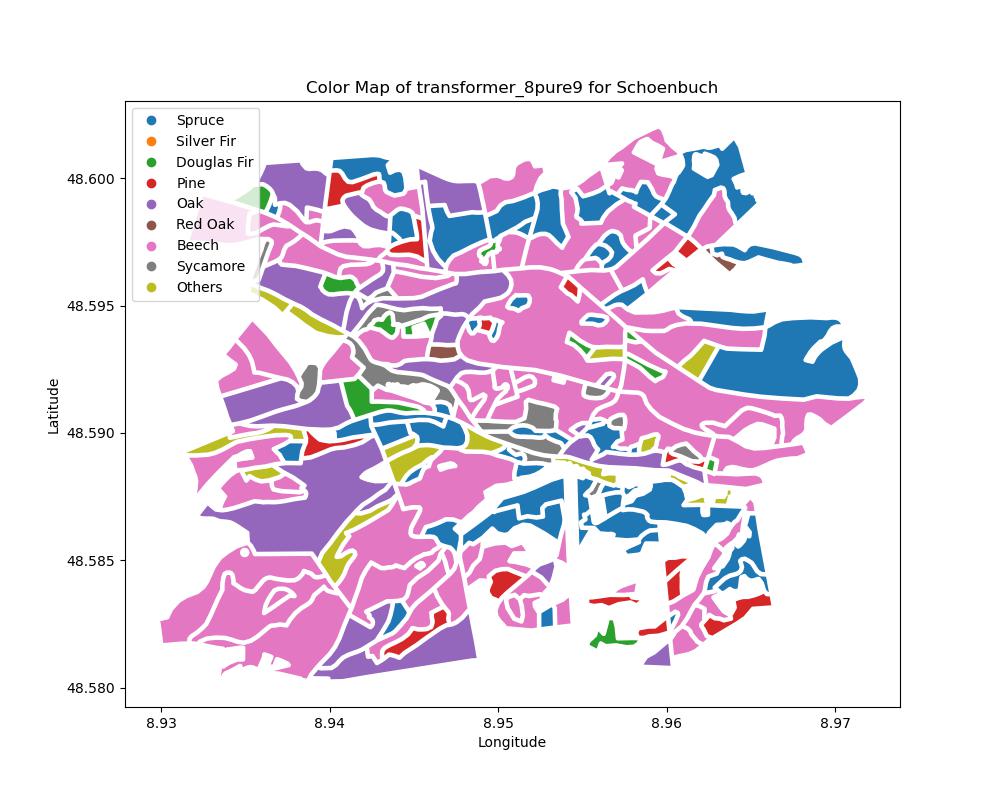 Color Map of transformer_8pure9 for Schoenbuch
Spruce
Silver Fir
Douglas Fir
Pine
Oak
Red Oak
Beech
Sycamore
Others
48.600
48.595
48.590
48.585
48.580
Latitude
8.93 8.94 8.95 8.96 8.97
Longitude